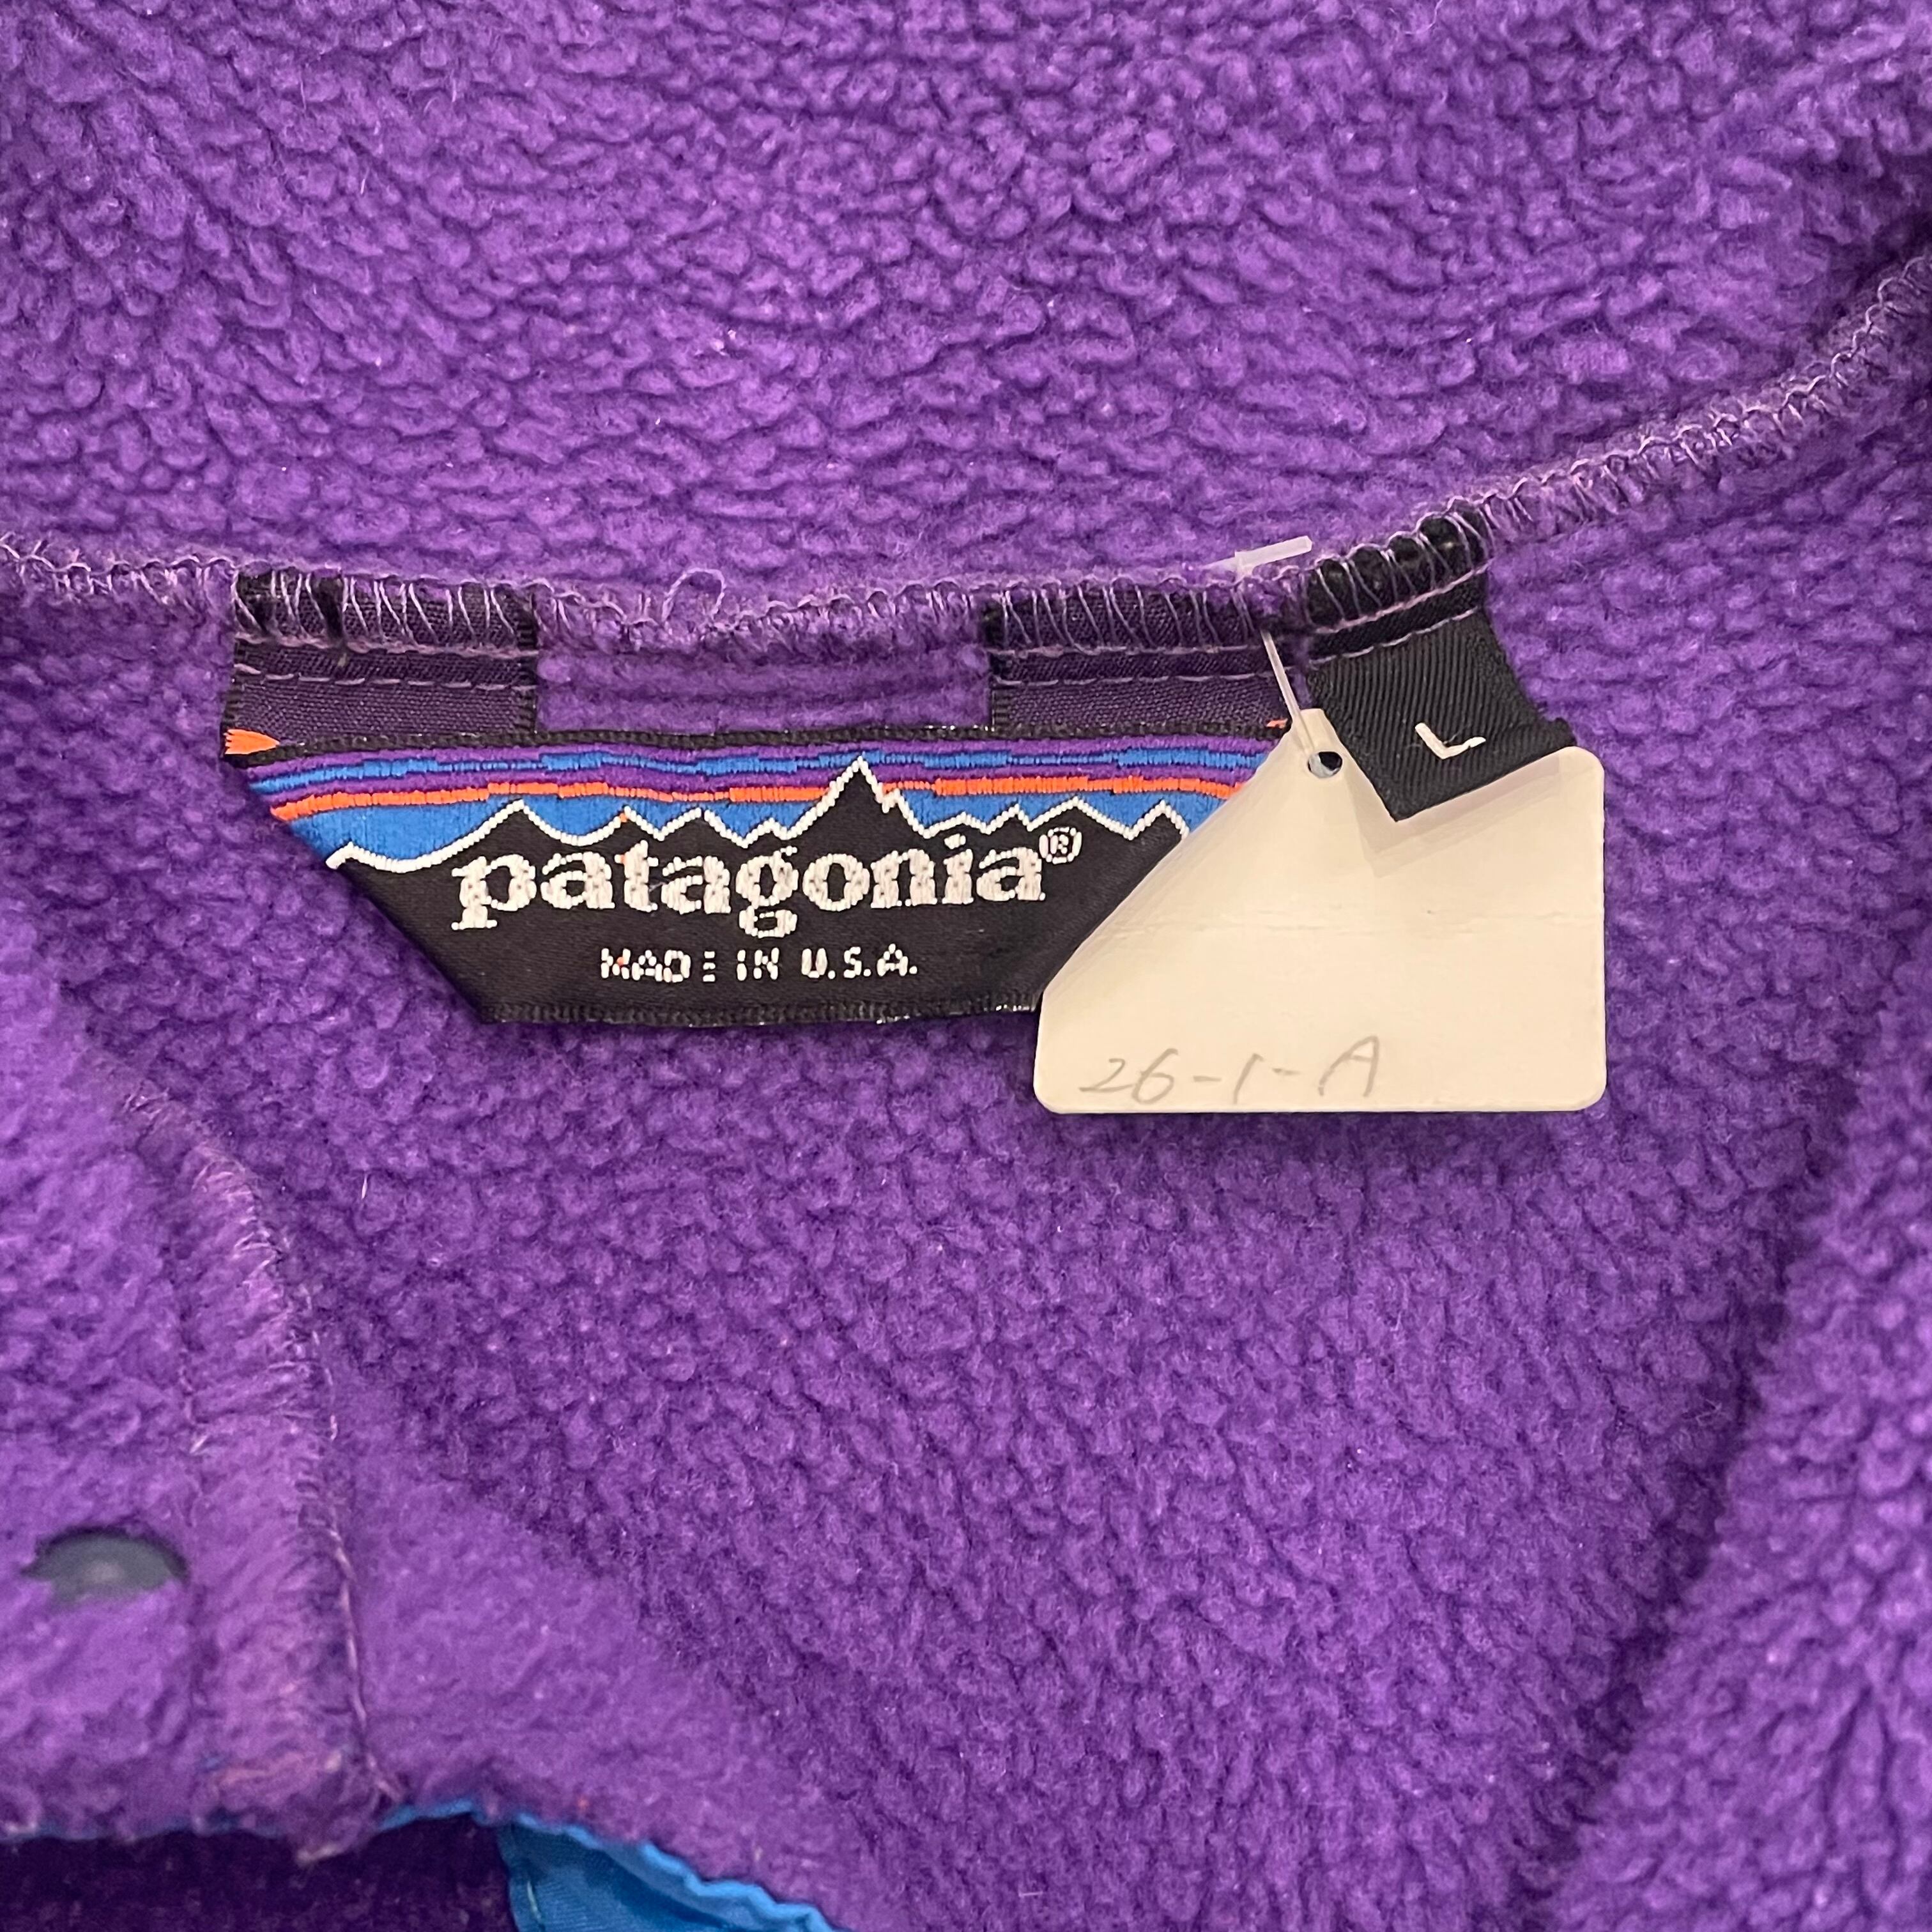 L
patagonia®
MADE IN U.S.A.
26-1-A